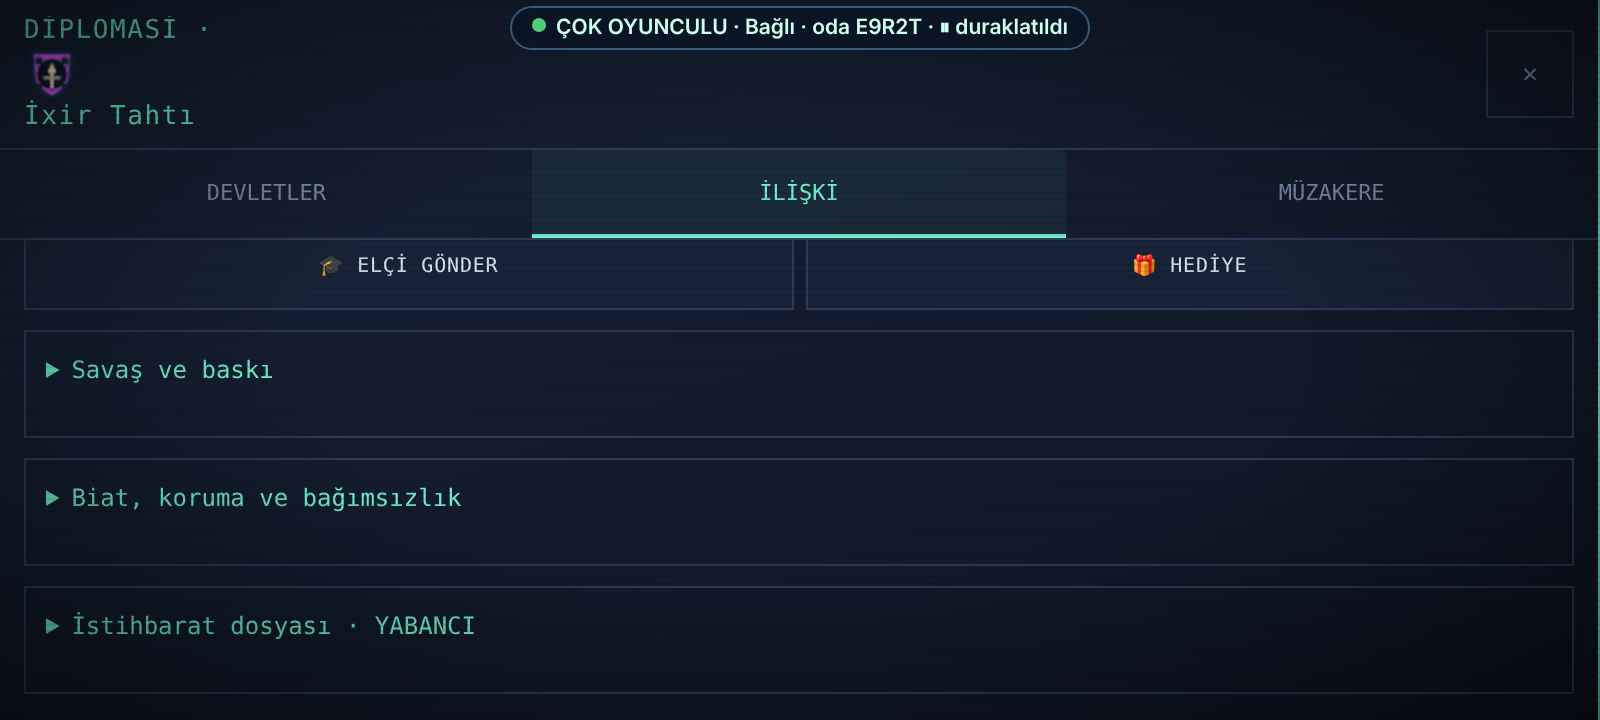 DİPLOMASİ ·
ÇOK OYUNCULU · Bağlı · oda E9R2T · ⏸ duraklatıldı
İxir Tahtı
×
DEVLETLER
İLİŞKİ
MÜZAKERE
🎓 ELÇİ GÖNDER
🎁 HEDİYE
▶ Savaş ve baskı
▶ Biat, koruma ve bağımsızlık
▶ İstihbarat dosyası · YABANCI